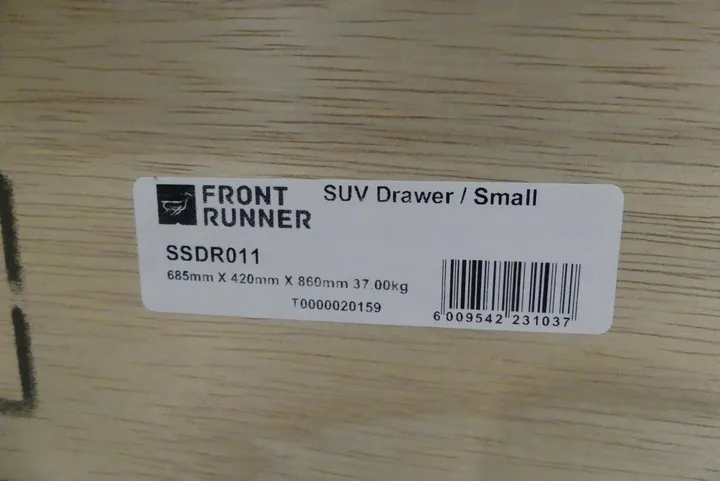 FRONT RUNNER
SUV Drawer / Small
SSDR011
685mm X 420mm X 860mm 37.00kg
T0000020159
6 009542 231037